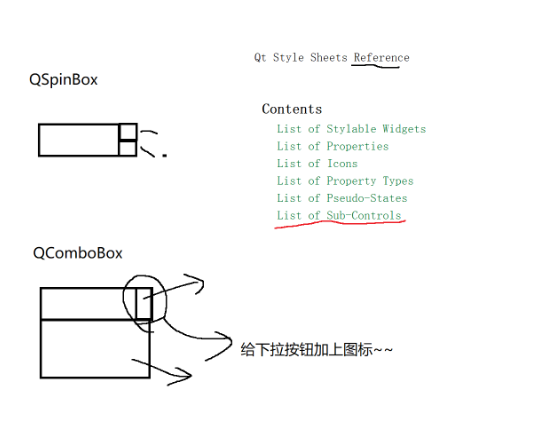 Qt Style Sheets Reference
QSpinBox
Contents
List of Stylable Widgets
List of Properties
List of Icons
List of Property Types
List of Pseudo-States
List of Sub-Controls
QComboBox
给下拉按钮加上图标~~